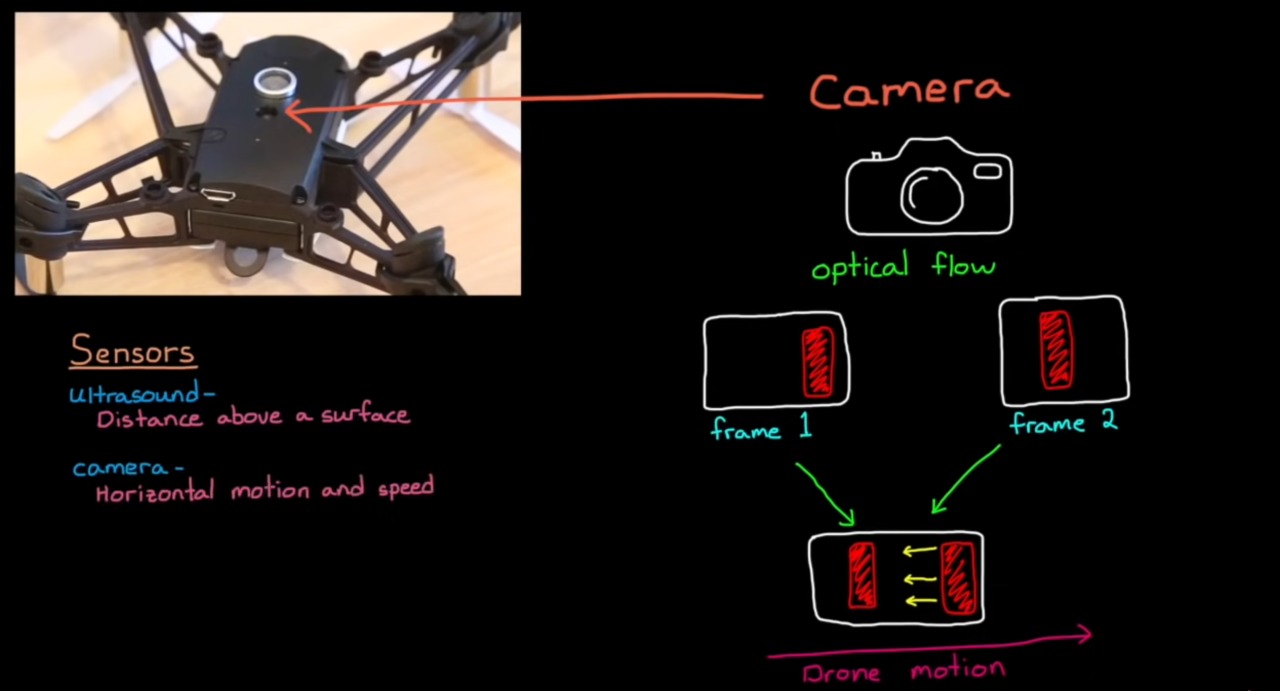 Camera
optical flow
frame 1
frame 2
Drone motion
Sensors
ultrasound-
Distance above a surface
camera-
Horizontal motion and speed